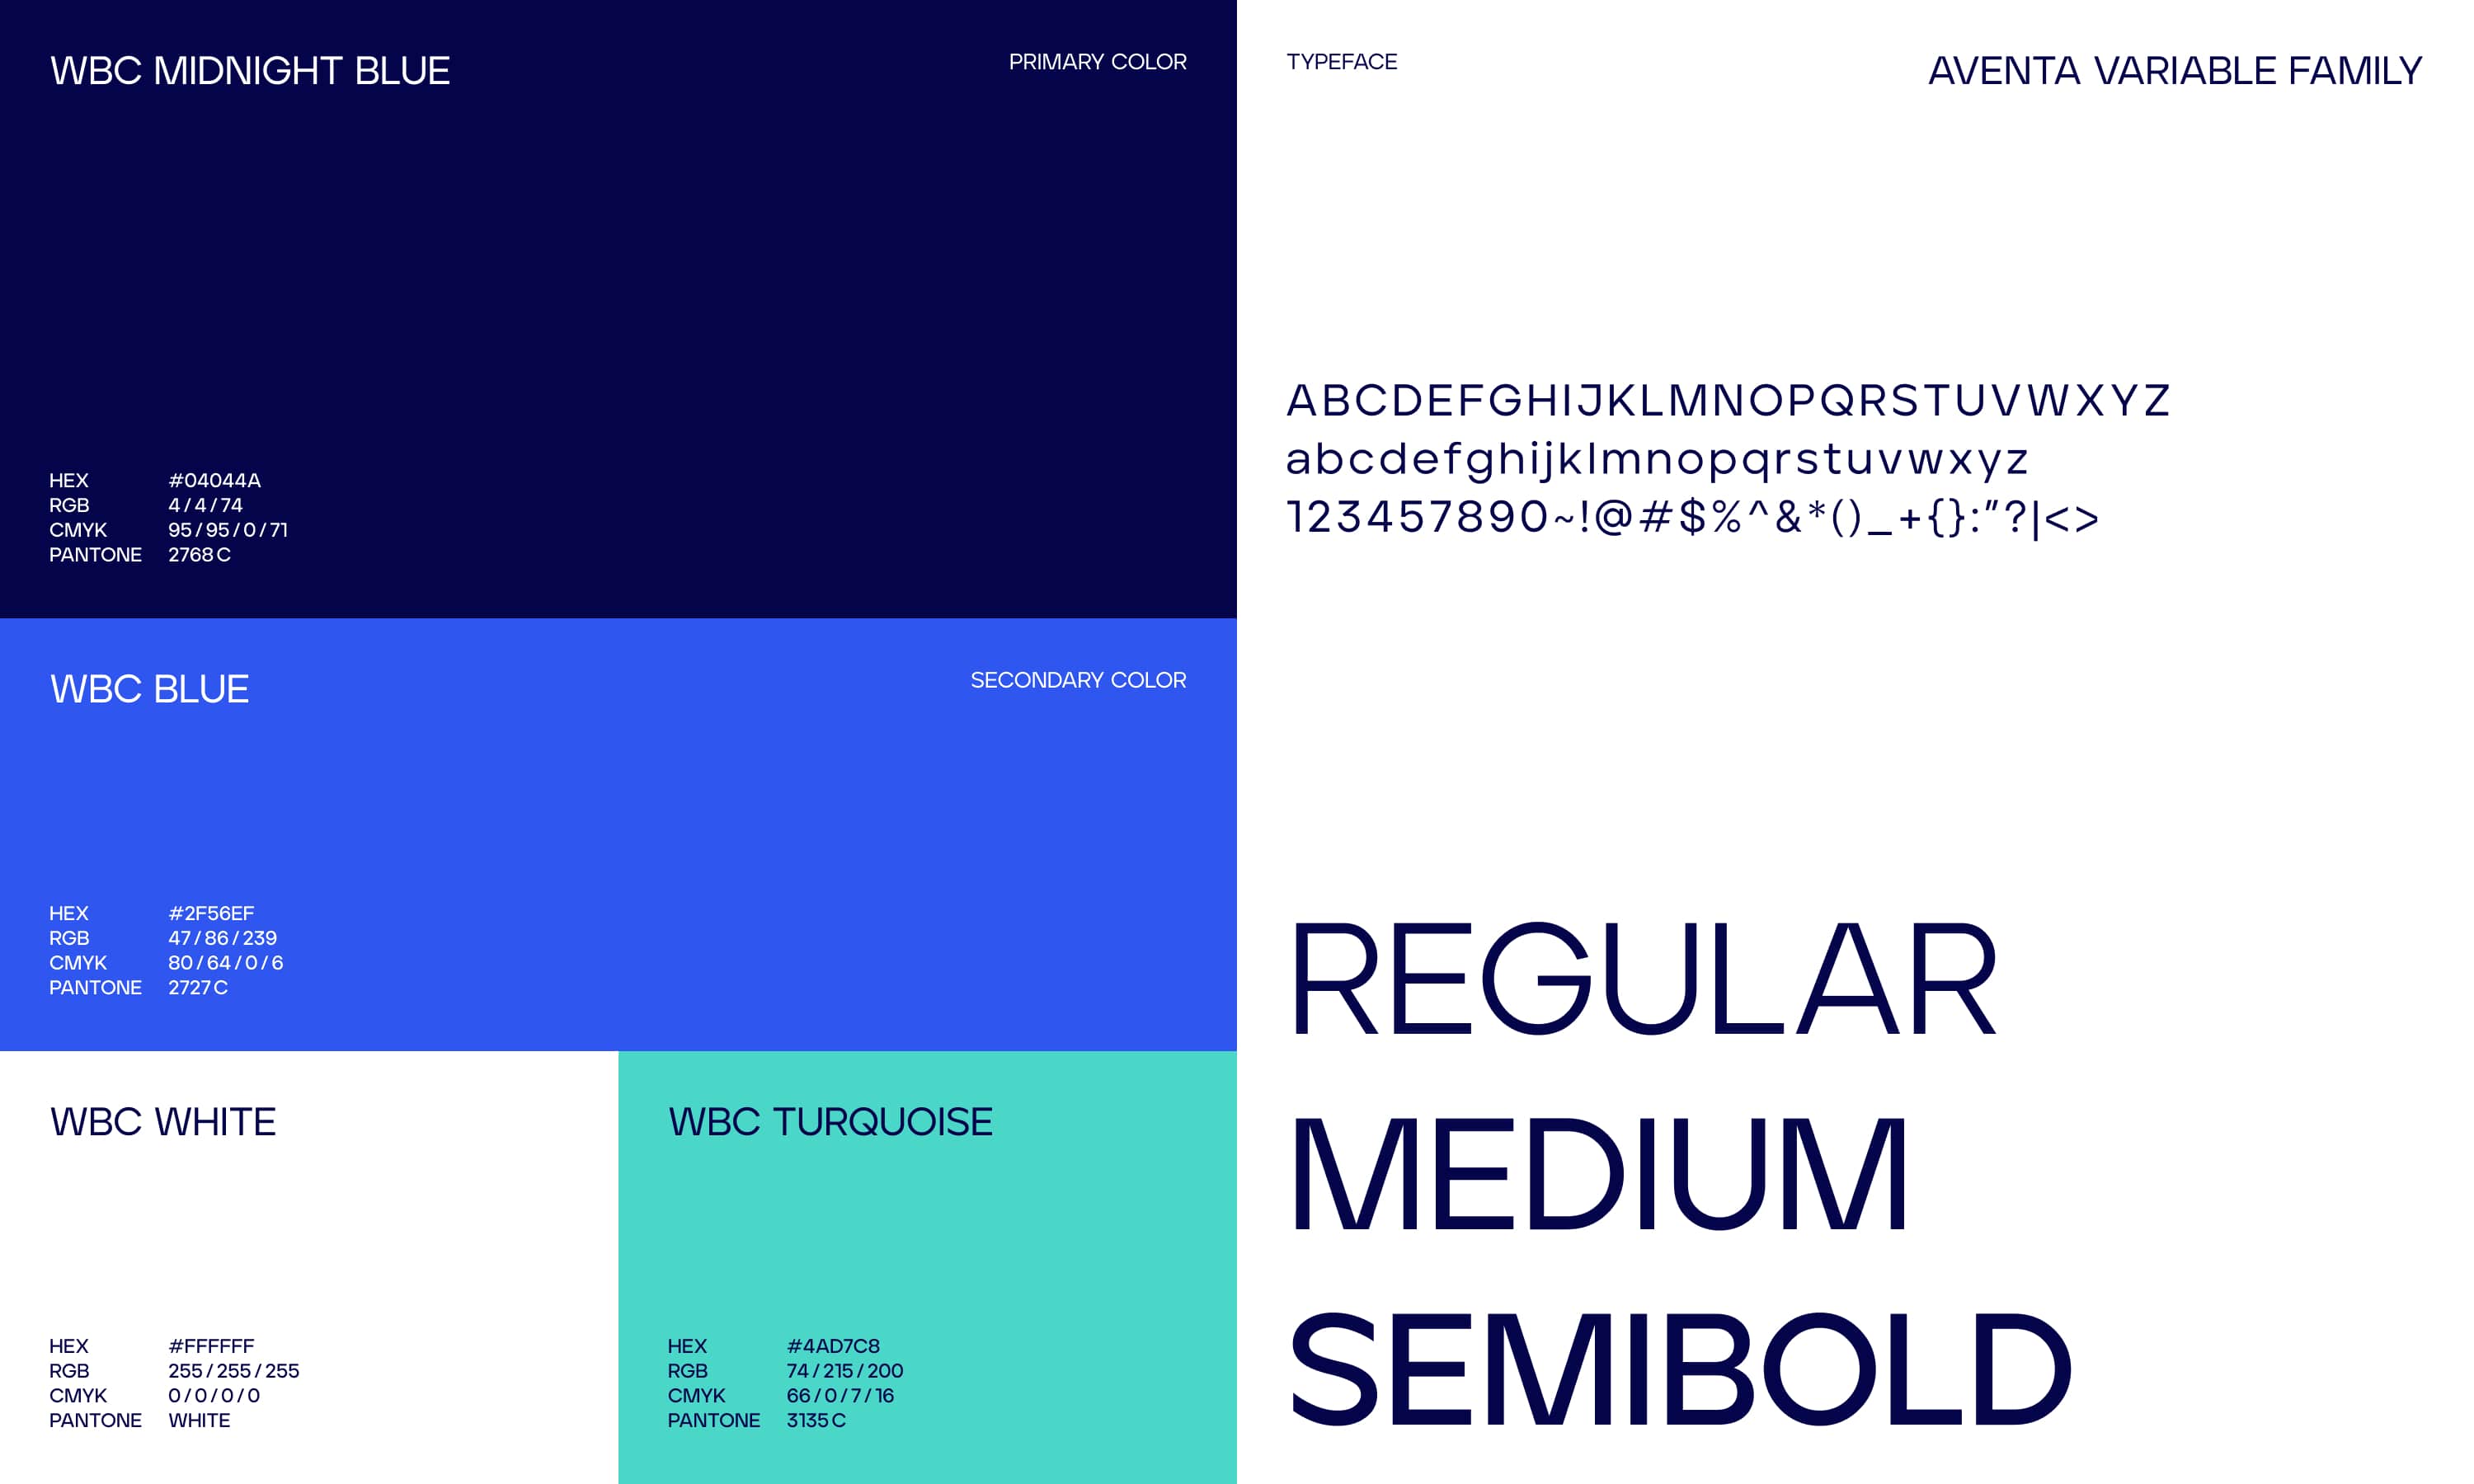 WBC MIDNIGHT BLUE
PRIMARY COLOR
HEX #04044A
RGB 4 / 4 / 74
CMYK 95 / 95 / 0 / 71
PANTONE 2768 C
WBC BLUE
SECONDARY COLOR
HEX #2F56EF
RGB 47 / 86 / 239
CMYK 80 / 64 / 0 / 6
PANTONE 2727 C
WBC WHITE
HEX #FFFFFF
RGB 255 / 255 / 255
CMYK 0 / 0 / 0 / 0
PANTONE WHITE
WBC TURQUOISE
HEX #4AD7C8
RGB 74 / 215 / 200
CMYK 66 / 0 / 7 / 16
PANTONE 3135 C
TYPEFACE
AVENTA VARIABLE FAMILY
ABCDEFGHIJKLMNOPQRSTUVWXYZ
abcdefghijklmnopqrstuvwxyz
123457890~!@#$%^&*()_+{}:"?|<>
REGULAR
MEDIUM
SEMIBOLD